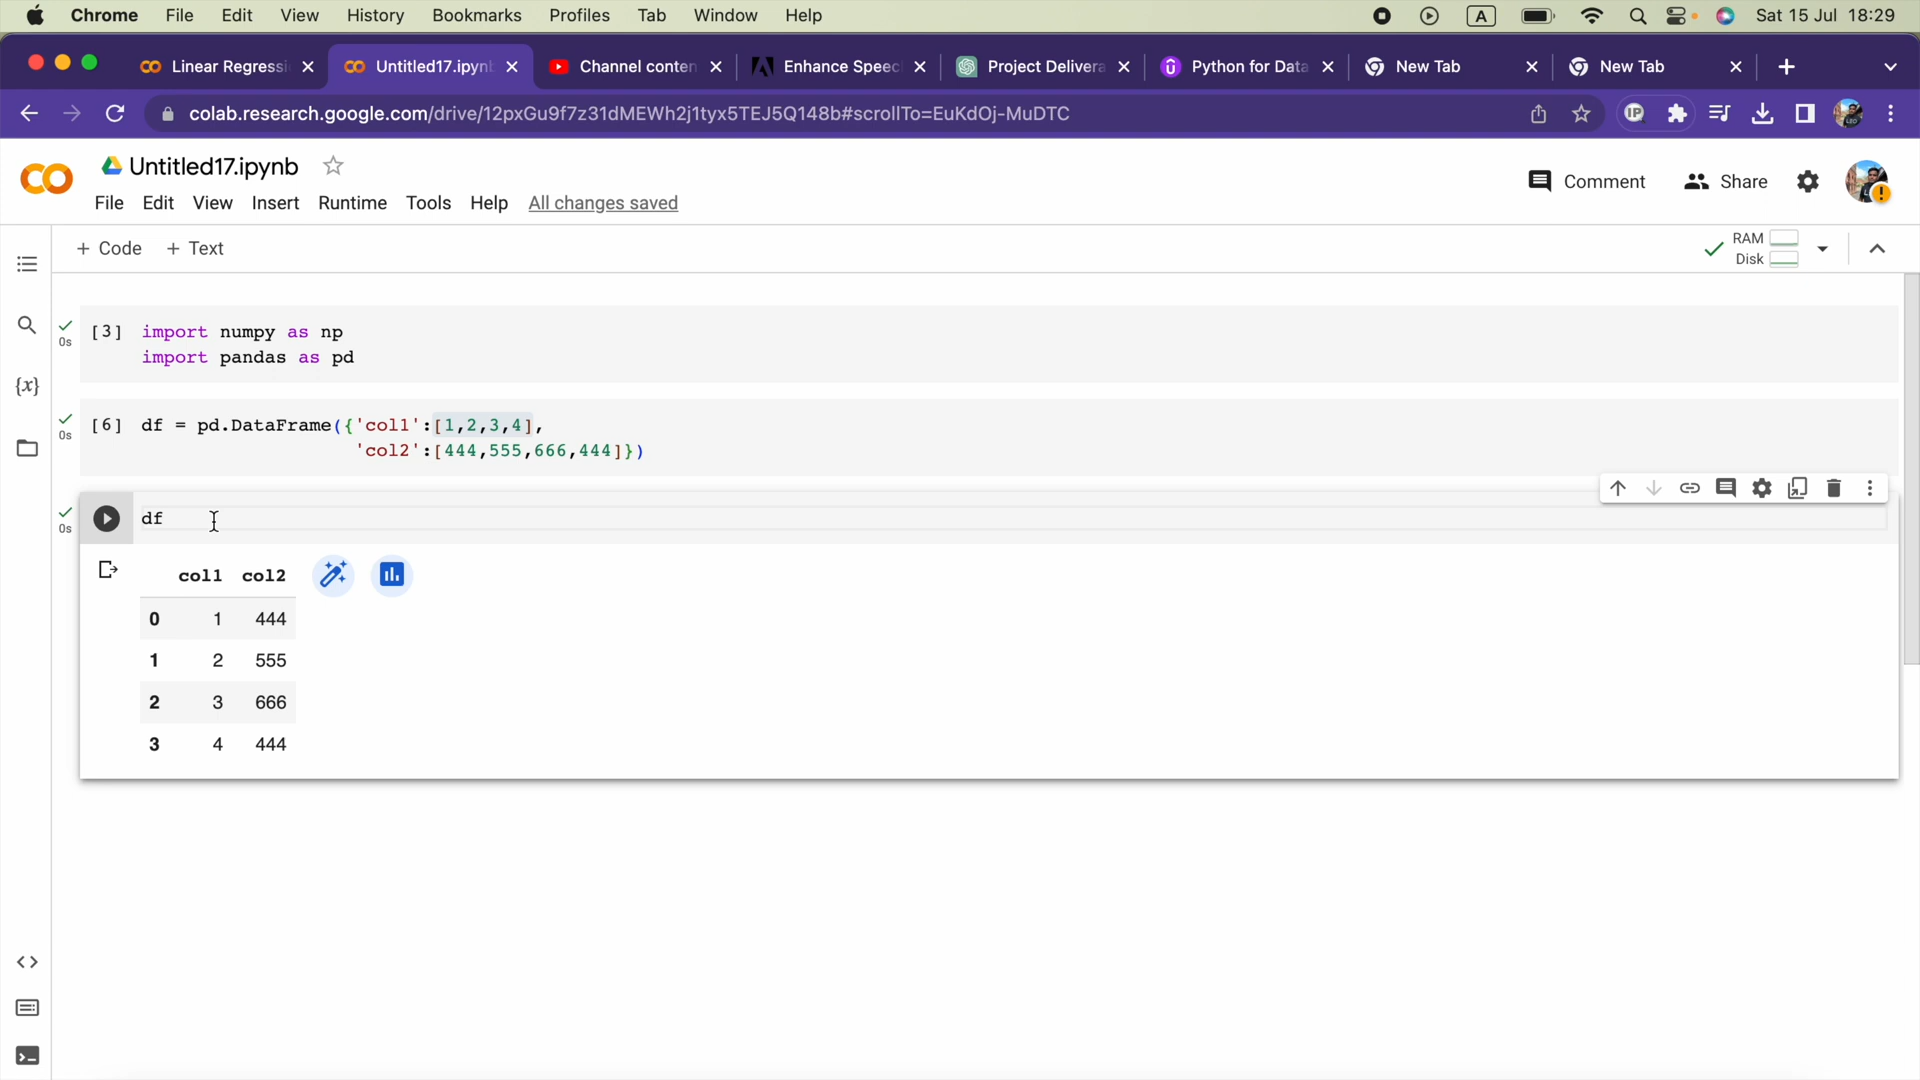 Chrome File Edit View History Bookmarks Profiles Tab Window Help A Sat 15 Jul 18:29
Linear Regressi Untitled17.ipyn Channel conten Enhance Speec Project Delivera Python for Data New Tab New Tab
colab.research.google.com/drive/12pxGu9f7z31dMEWh2j1tyx5TEJ5Q148b#scrollTo=EuKdOj-MuDTC IP
Untitled17.ipynb
Comment Share
File Edit View Insert Runtime Tools Help All changes saved
+ Code + Text
RAM
Disk
[3] import numpy as np
0s
import pandas as pd
{x}
[6] df = pd.DataFrame({'col1':[1,2,3,4],
0s
'col2':[444,555,666,444]})
df
0s
col1 col2
0 1 444
1 2 555
2 3 666
3 4 444